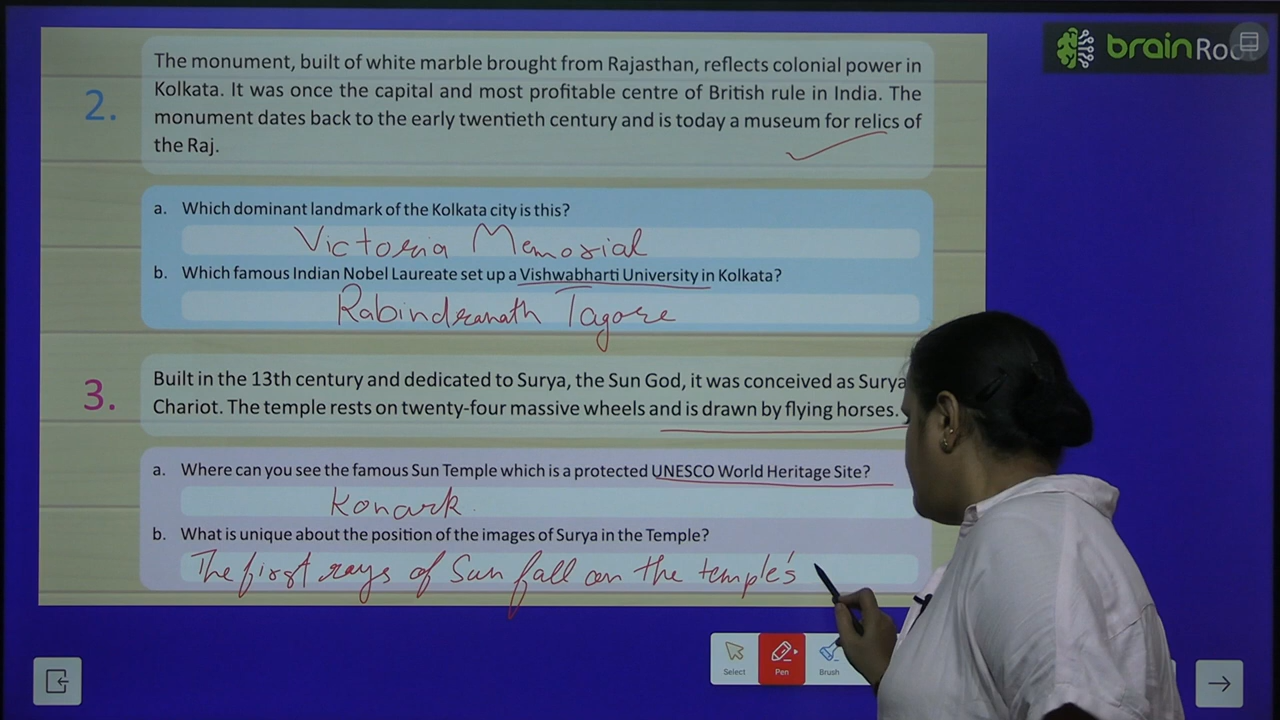 brainRo
2.
The monument, built of white marble brought from Rajasthan, reflects colonial power in
Kolkata. It was once the capital and most profitable centre of British rule in India. The
monument dates back to the early twentieth century and is today a museum for relics of
the Raj.
a. Which dominant landmark of the Kolkata city is this?
Victoria Memorial
b. Which famous Indian Nobel Laureate set up a Vishwabharti University in Kolkata?
Rabindranath Tagore
3.
Built in the 13th century and dedicated to Surya, the Sun God, it was conceived as Surya
Chariot. The temple rests on twenty-four massive wheels and is drawn by flying horses.
a. Where can you see the famous Sun Temple which is a protected UNESCO World Heritage Site?
Konark
b. What is unique about the position of the images of Surya in the Temple?
The first rays of Sun fall on the temple's
Select
Pen
Brush